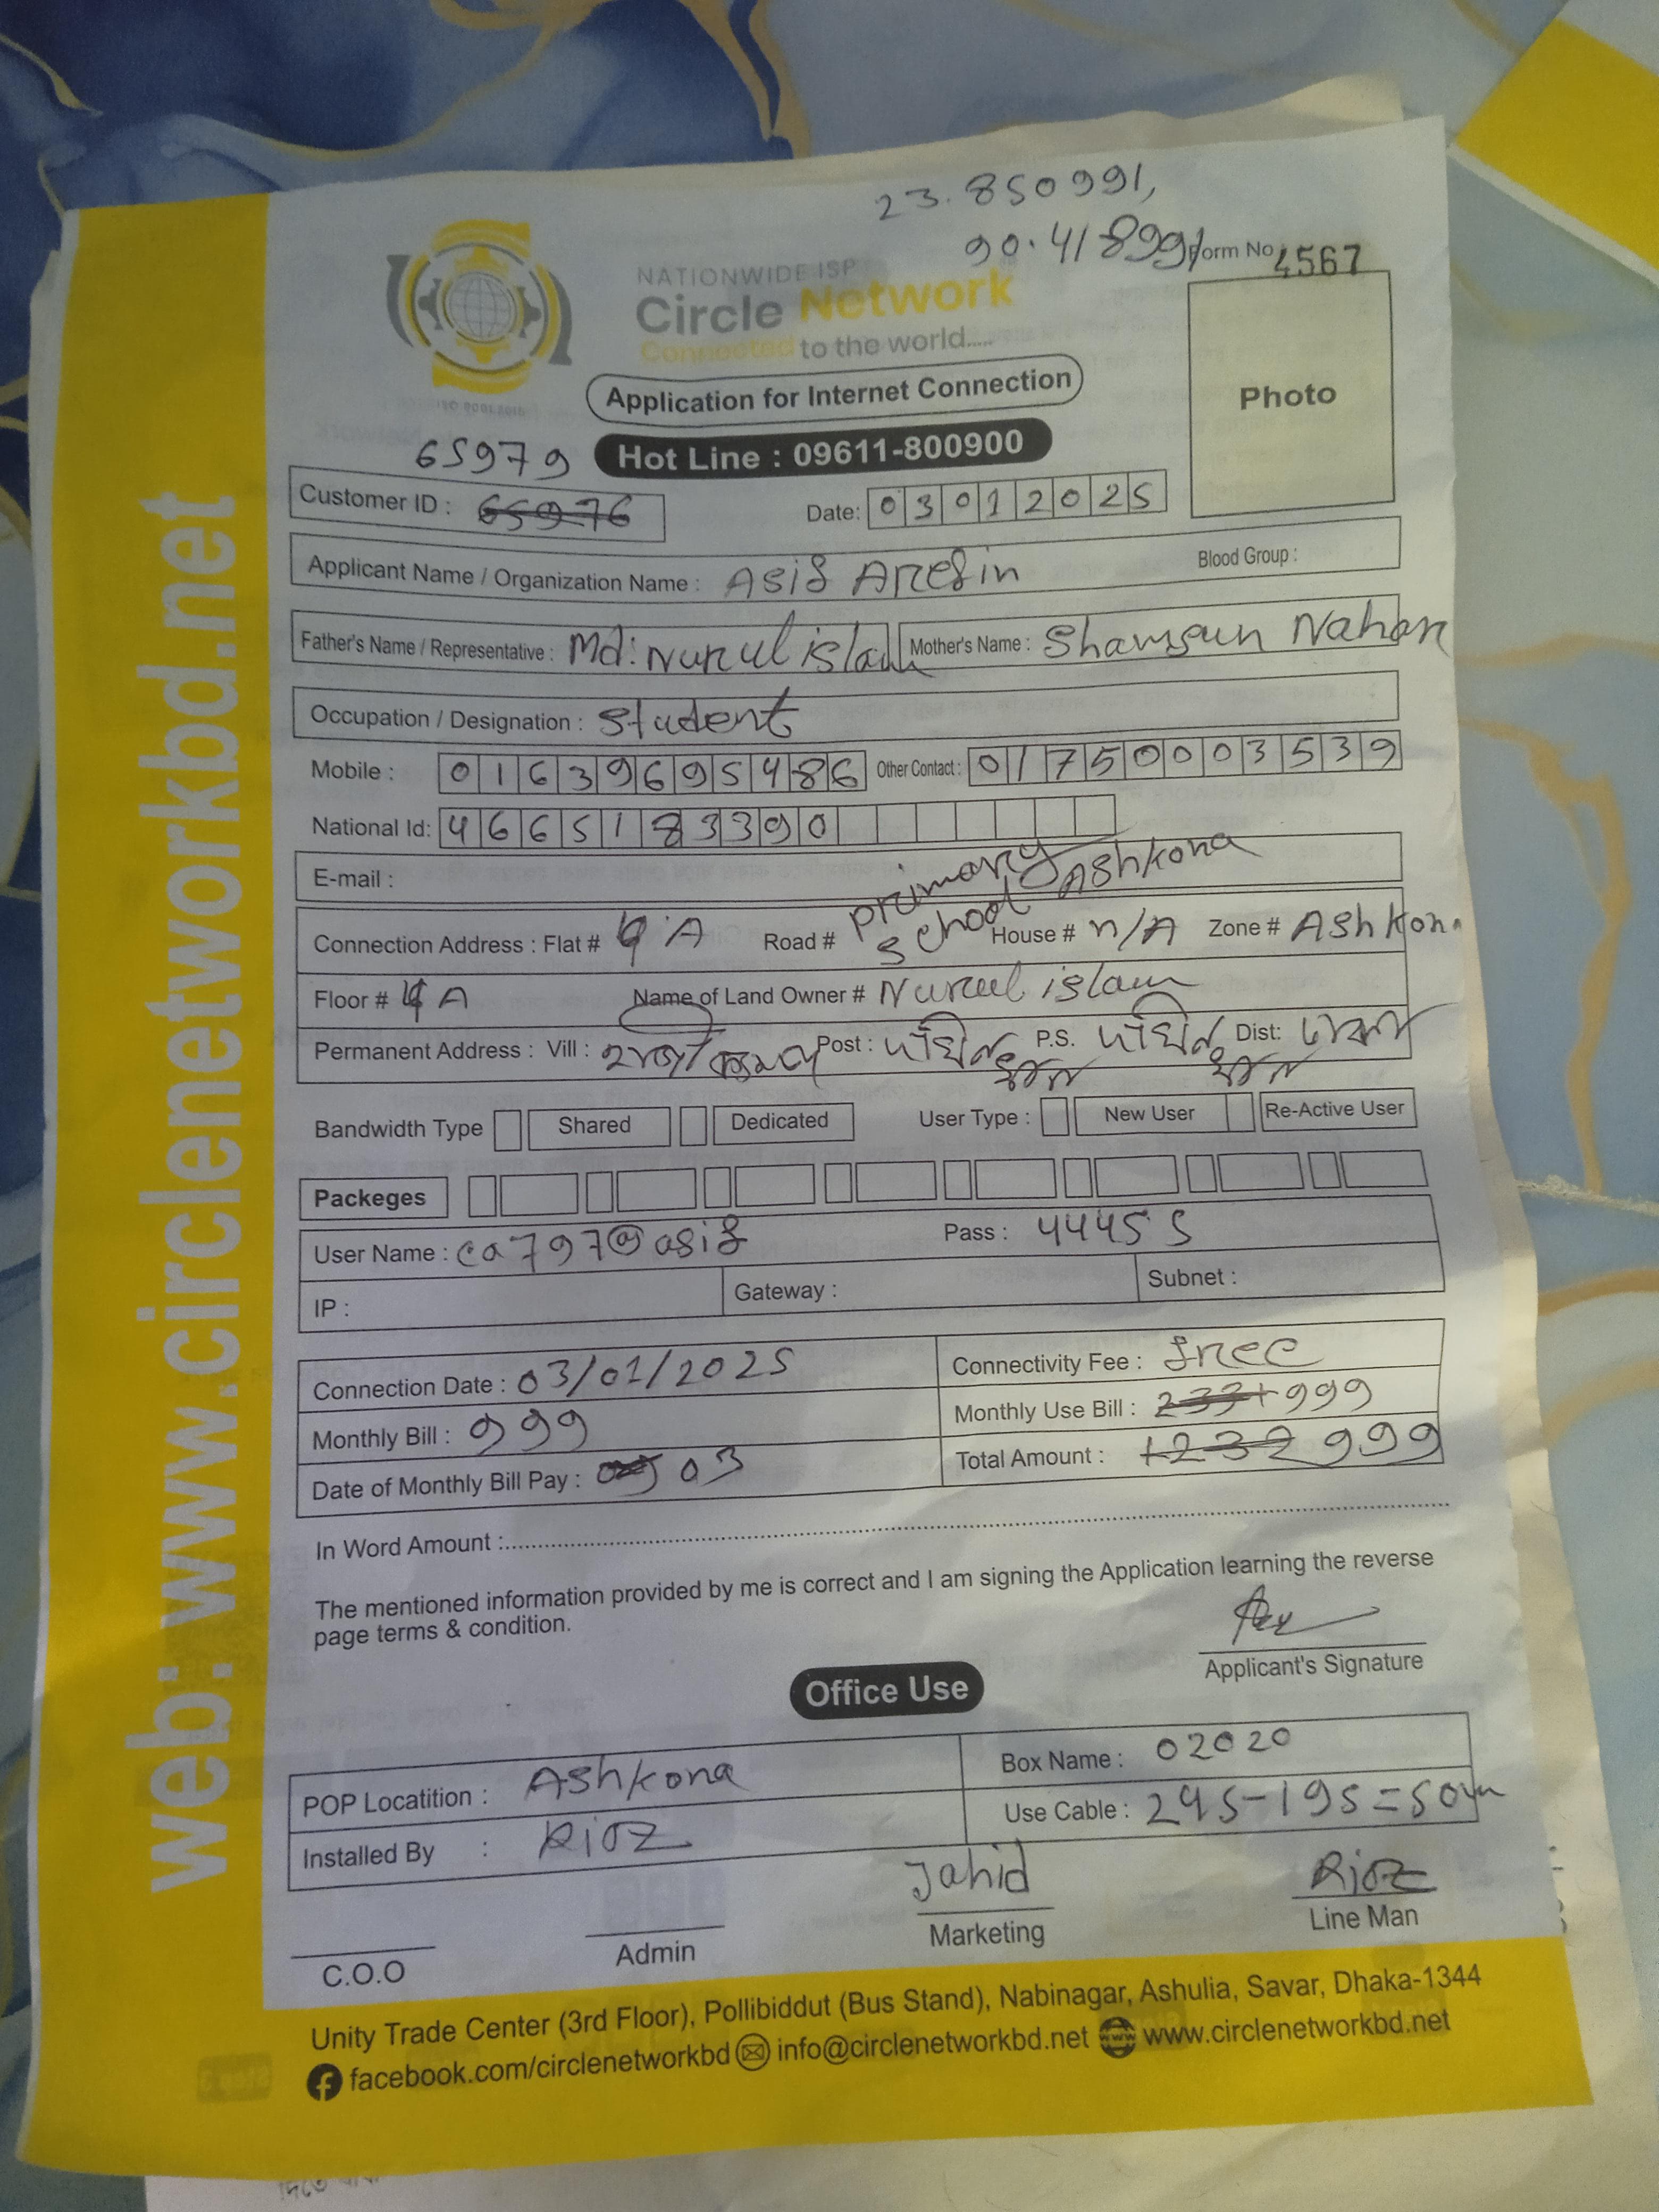 23.850991,
90.418991
Form No 4567
NATIONWIDE ISP
Circle Network
Connected to the world.....
Application for Internet Connection
Photo
65979
Hot Line : 09611-800900
Customer ID : 65976
Date: 03012025
Applicant Name / Organization Name : Asif Arefin Blood Group :
Father's Name / Representative : Md: Nurul islam Mother's Name : Shamsun Nahar
Occupation / Designation : Student
Mobile : 01639695486 Other Contact : 01750003539
National Id: 4665183390
E-mail :
Connection Address : Flat # 4 A Road # primary school Ashkona House # n/A Zone # Ashkona
Floor # 4 A Name of Land Owner # Nurul islam
Permanent Address : Vill : Post : P.S. Dist: ঢাকা
Bandwidth Type Shared Dedicated User Type : New User Re-Active User
Packeges
User Name : ca797@asif Pass : 44455
IP : Gateway : Subnet :
Connection Date : 03/01/2025 Connectivity Fee : free
Monthly Bill : 999 Monthly Use Bill : 233+ 999
Date of Monthly Bill Pay : 03 Total Amount : 1232 999
In Word Amount :
The mentioned information provided by me is correct and I am signing the Application learning the reverse
page terms & condition.
Applicant's Signature
Office Use
POP Locatition : Ashkona Box Name : 02020
Installed By : Rioz Use Cable : 245-195=50m
Jahid Rioz
C.O.O Admin Marketing Line Man
Unity Trade Center (3rd Floor), Pollibiddut (Bus Stand), Nabinagar, Ashulia, Savar, Dhaka-1344
facebook.com/circlenetworkbd info@circlenetworkbd.net www.circlenetworkbd.net
web: www.circlenetworkbd.net